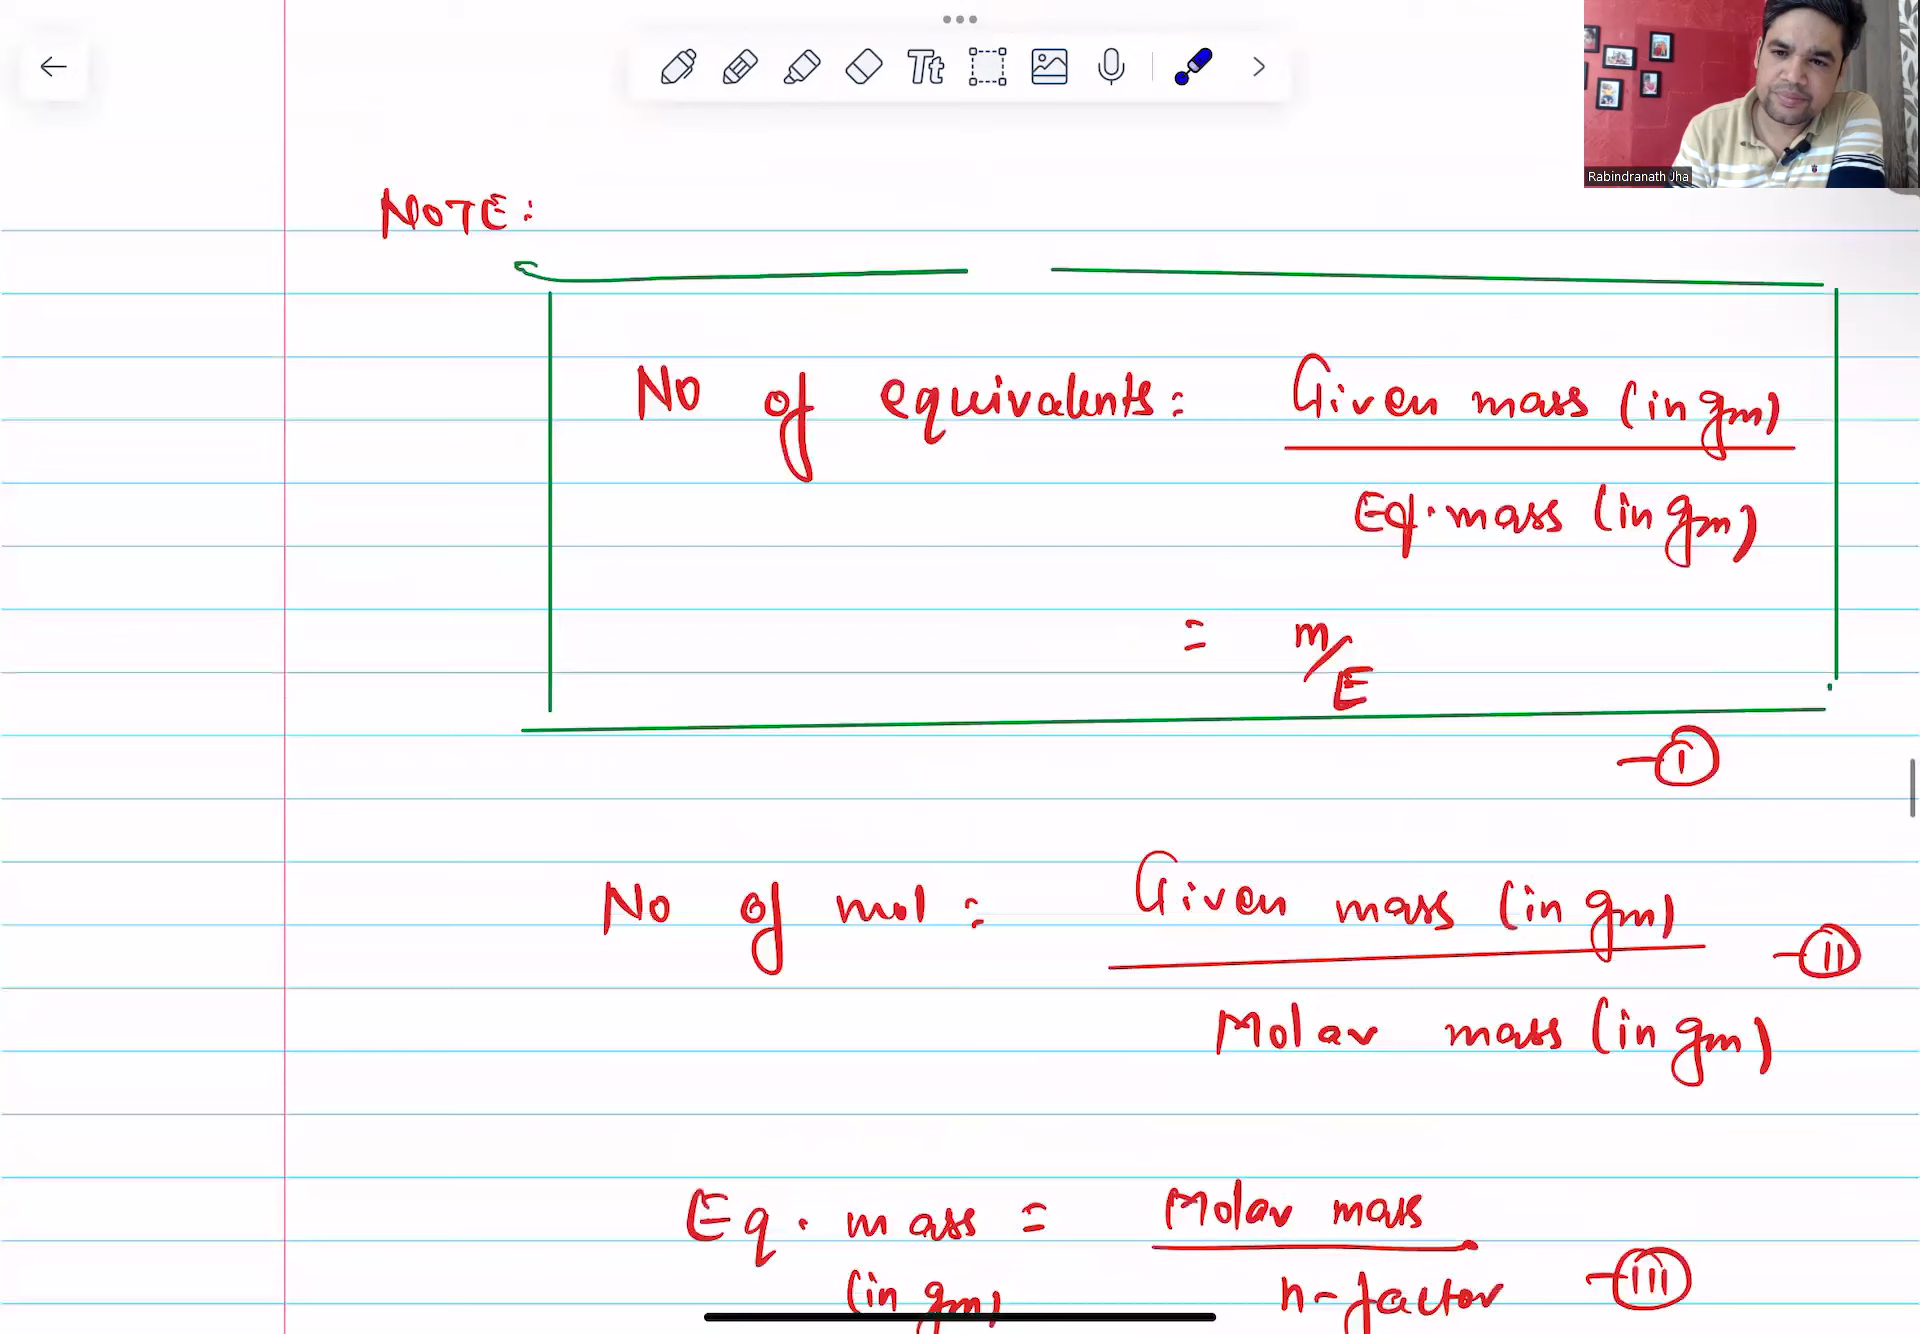 Rabindranath Jha
NOTE:
No of equivalents = Given mass (in gm)
Eq. mass (in gm)
= m/E
- I
No of mol = Given mass (in gm)
- II
Molar mass (in gm)
Eq. mass = Molar mass
(in gm) n-factor - III